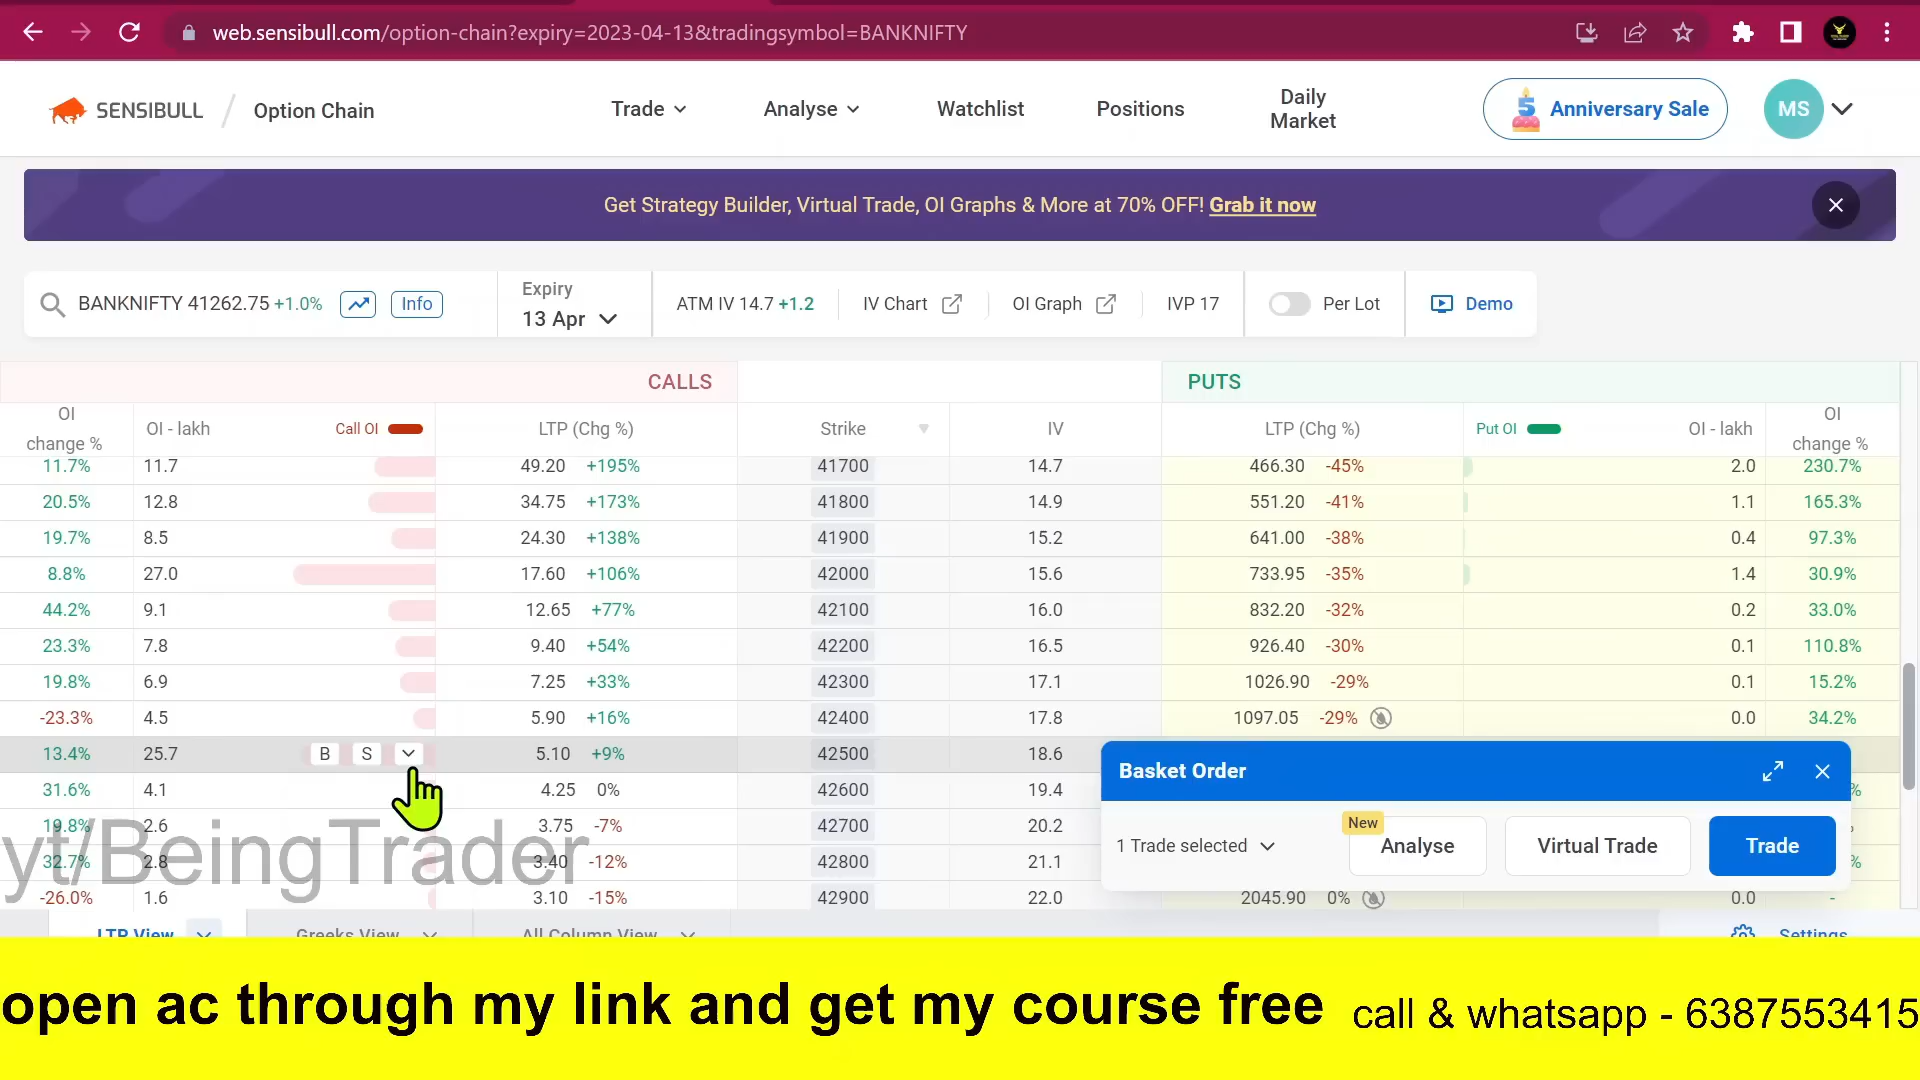 web.sensibull.com/option-chain?expiry=2023-04-13&tradingsymbol=BANKNIFTY
SENSIBULL / Option Chain Trade Analyse Watchlist Positions Daily Market 5 Anniversary Sale MS
Get Strategy Builder, Virtual Trade, OI Graphs & More at 70% OFF! Grab it now
BANKNIFTY 41262.75 +1.0% Info Expiry 13 Apr ATM IV 14.7 +1.2 IV Chart OI Graph IVP 17 Per Lot Demo
CALLS PUTS
OI change % OI - lakh Call OI LTP (Chg %) Strike IV LTP (Chg %) Put OI OI - lakh OI change %
11.7% 11.7 49.20 +195% 41700 14.7 466.30 -45% 2.0 230.7%
20.5% 12.8 34.75 +173% 41800 14.9 551.20 -41% 1.1 165.3%
19.7% 8.5 24.30 +138% 41900 15.2 641.00 -38% 0.4 97.3%
8.8% 27.0 17.60 +106% 42000 15.6 733.95 -35% 1.4 30.9%
44.2% 9.1 12.65 +77% 42100 16.0 832.20 -32% 0.2 33.0%
23.3% 7.8 9.40 +54% 42200 16.5 926.40 -30% 0.1 110.8%
19.8% 6.9 7.25 +33% 42300 17.1 1026.90 -29% 0.1 15.2%
-23.3% 4.5 5.90 +16% 42400 17.8 1097.05 -29% 0.0 34.2%
13.4% 25.7 B S 5.10 +9% 42500 18.6
31.6% 4.1 4.25 0% 42600 19.4 %
19.8% 2.6 3.75 -7% 42700 20.2
32.7% 2.8 3.40 -12% 42800 21.1 %
-26.0% 1.6 3.10 -15% 42900 22.0 2045.90 0% 0.0 -
Basket Order
1 Trade selected New Analyse Virtual Trade Trade
yt/BeingTrader
LTP View Greeks View All Column View Settings
open ac through my link and get my course free call & whatsapp - 6387553415